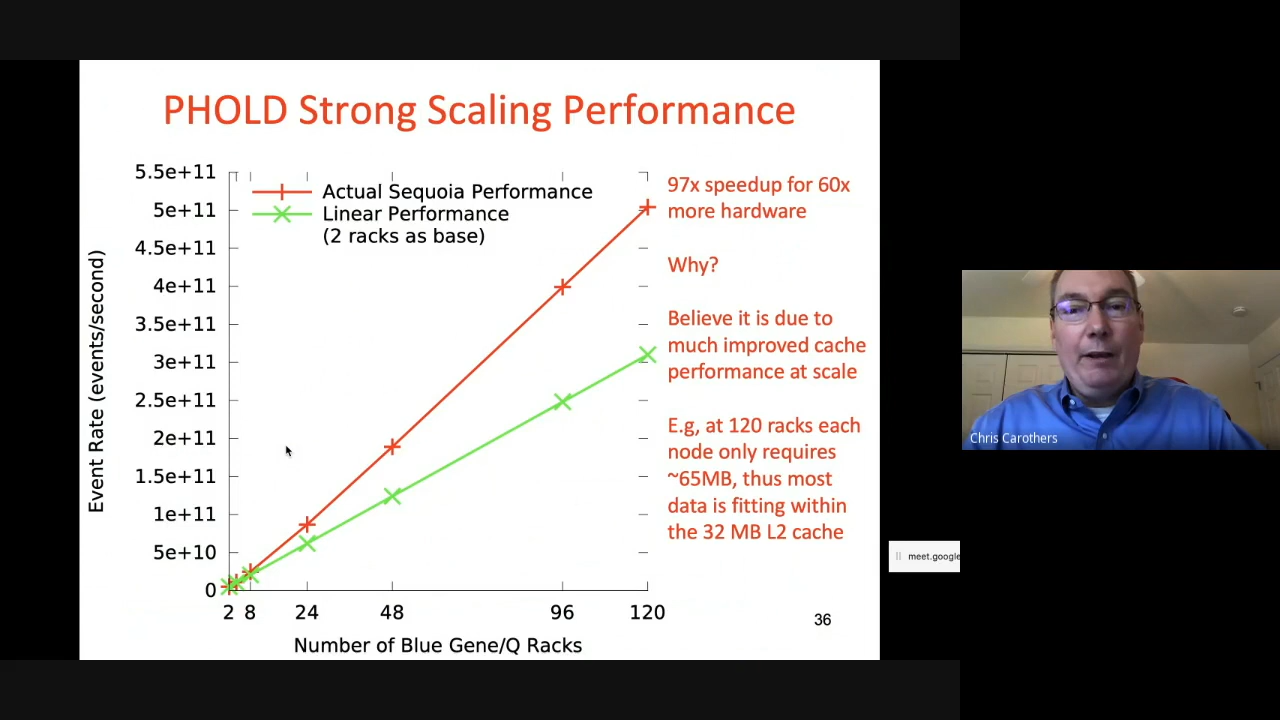 PHOLD Strong Scaling Performance
5.5e+11
5e+11
4.5e+11
4e+11
3.5e+11
3e+11
2.5e+11
2e+11
1.5e+11
1e+11
5e+10
0
Event Rate (events/second)
Actual Sequoia Performance
Linear Performance
(2 racks as base)
2 8 24 48 96 120
Number of Blue Gene/Q Racks
97x speedup for 60x
more hardware
Why?
Believe it is due to
much improved cache
performance at scale
E.g, at 120 racks each
node only requires
~65MB, thus most
data is fitting within
the 32 MB L2 cache
36
Chris Carothers
meet.google